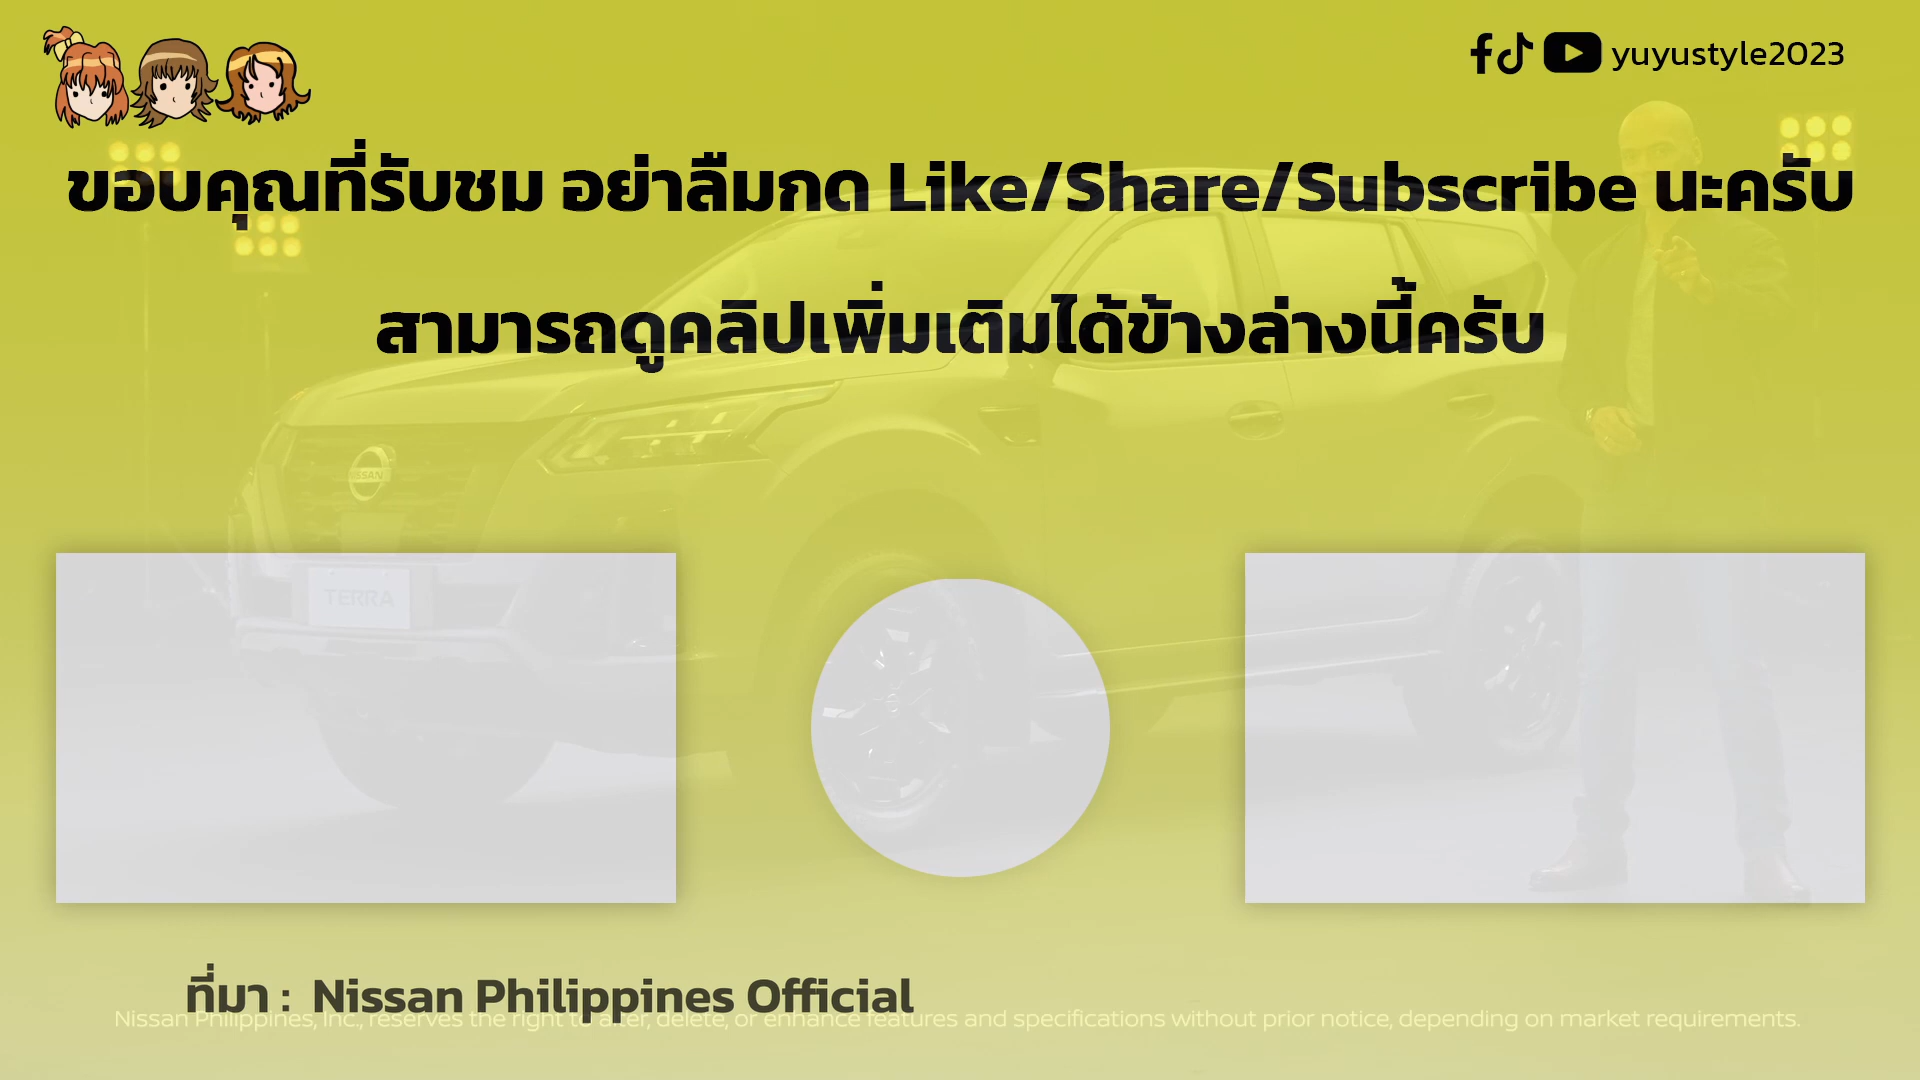 yuyustyle2023
ขอบคุณที่รับชม อย่าลืมกด Like/Share/Subscribe นะครับ
สามารถดูคลิปเพิ่มเติมได้ข้างล่างนี้ครับ
NISSAN
TERRA
ที่มา : Nissan Philippines Official
Nissan Philippines, Inc., reserves the right to alter, delete, or enhance features and specifications without prior notice, depending on market requirements.